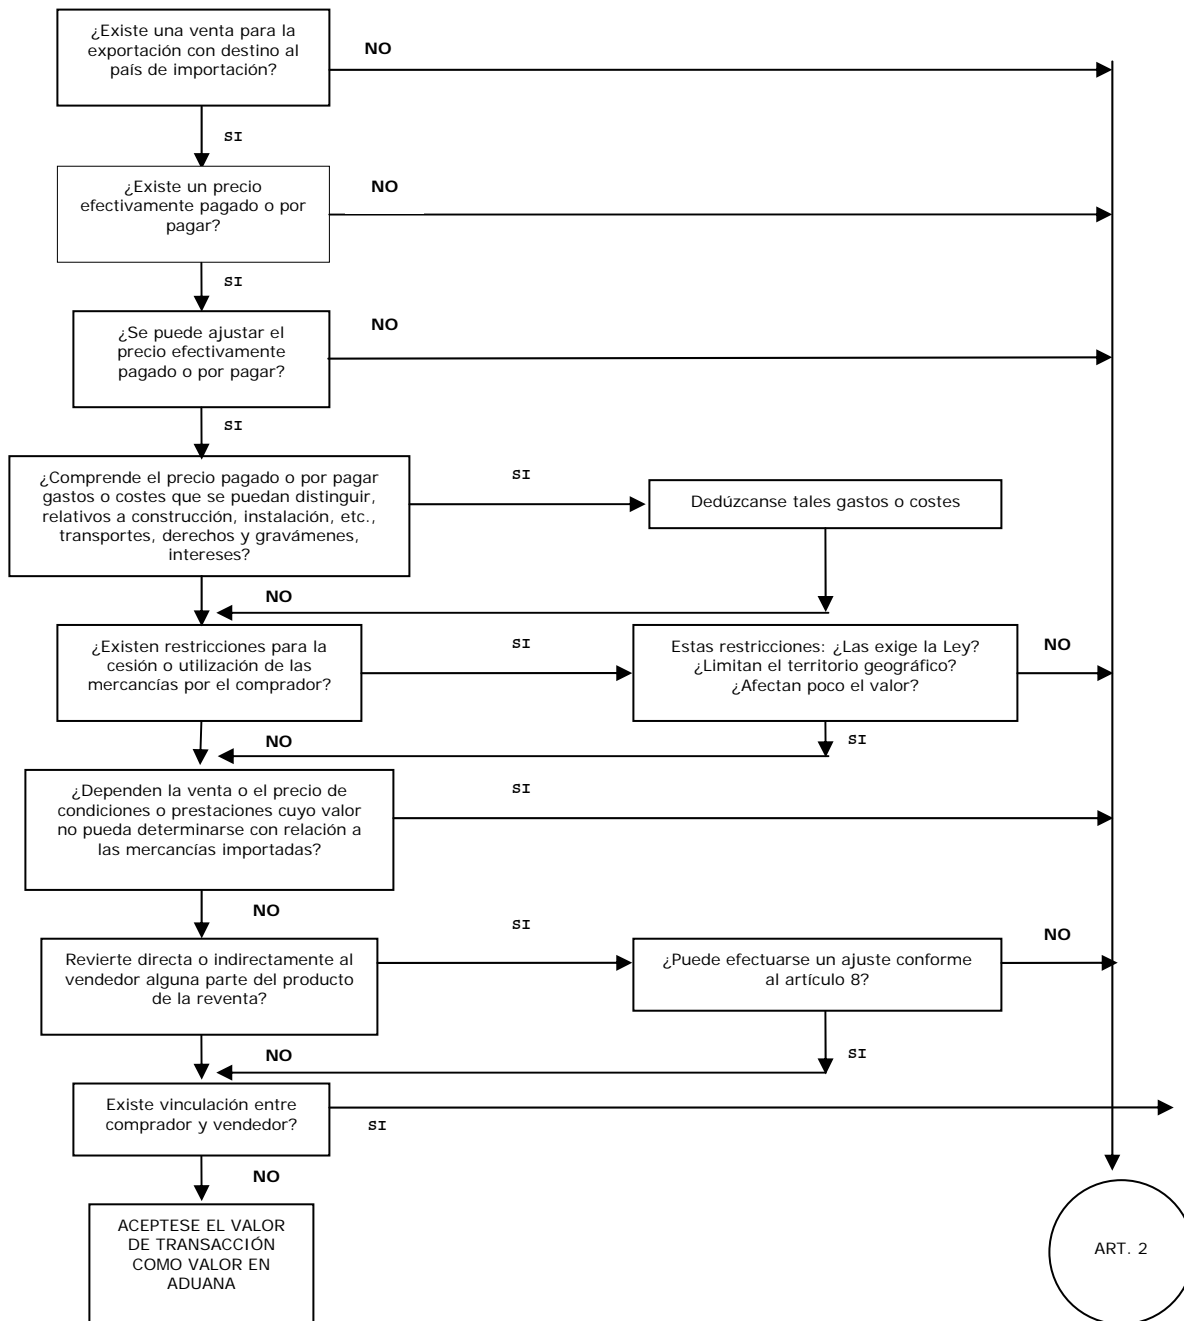 ¿Existe una venta para la
exportación con destino al
país de importación?
NO
SI
¿Existe un precio
efectivamente pagado o por
pagar?
NO
SI
¿Se puede ajustar el
precio efectivamente
pagado o por pagar?
NO
SI
¿Comprende el precio pagado o por pagar
gastos o costes que se puedan distinguir,
relativos a construcción, instalación, etc.,
transportes, derechos y gravámenes,
intereses?
SI
Dedúzcanse tales gastos o costes
NO
¿Existen restricciones para la
cesión o utilización de las
mercancías por el comprador?
SI
Estas restricciones: ¿Las exige la Ley?
¿Limitan el territorio geográfico?
¿Afectan poco el valor?
NO
NO
SI
¿Dependen la venta o el precio de
condiciones o prestaciones cuyo valor
no pueda determinarse con relación a
las mercancías importadas?
SI
NO
Revierte directa o indirectamente al
vendedor alguna parte del producto
de la reventa?
SI
¿Puede efectuarse un ajuste conforme
al artículo 8?
NO
NO
SI
Existe vinculación entre
comprador y vendedor?
SI
NO
ACEPTESE EL VALOR
DE TRANSACCIÓN
COMO VALOR EN
ADUANA
ART. 2